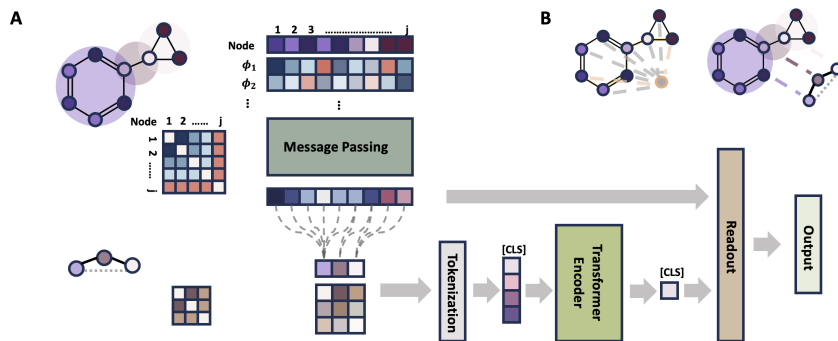 A
1 2 3 ........................ j
Node
ϕ1
ϕ2
⋮ ⋮
Node 1 2 ...... j
1
2
......
j
Message Passing
B
Tokenization
[CLS]
Transformer
Encoder
[CLS]
Readout
Output